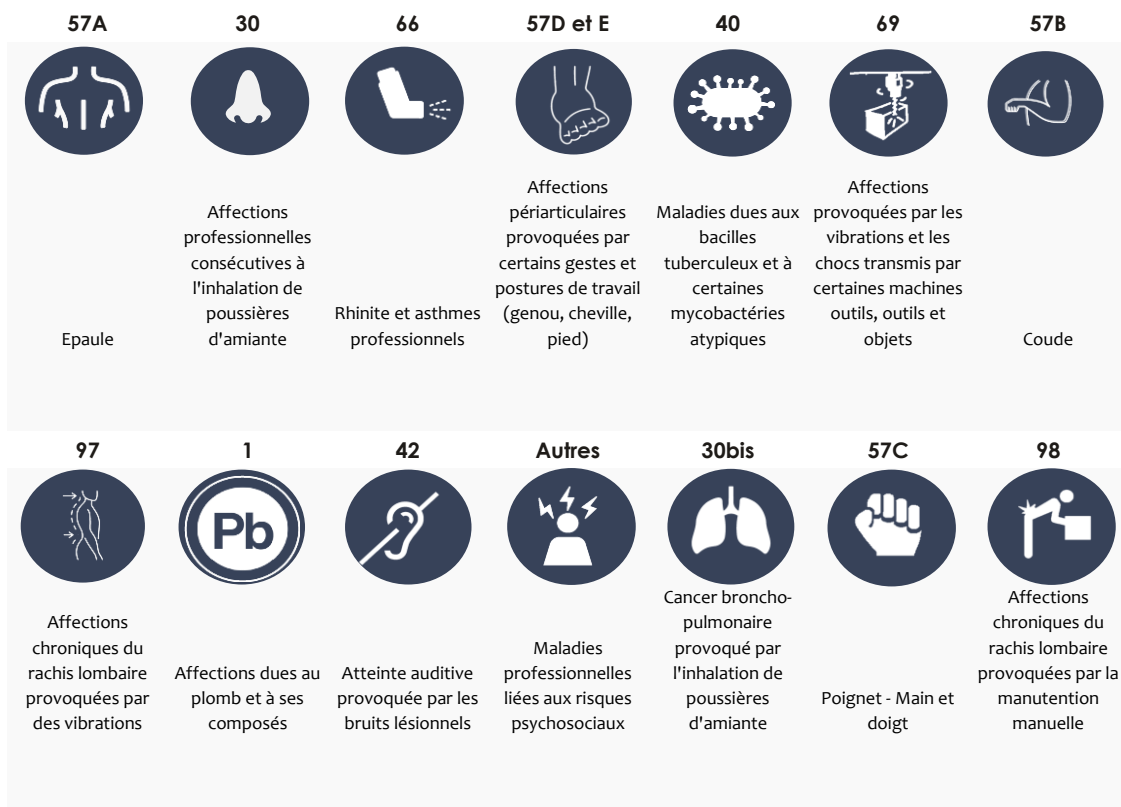 57A
30
66
57D et E
40
69
57B
Epaule
Affections
professionnelles
consécutives à
l'inhalation de
poussières
d'amiante
Rhinite et asthmes
professionnels
Affections
périarticulaires
provoquées par
certains gestes et
postures de travail
(genou, cheville,
pied)
Maladies dues aux
bacilles
tuberculeux et à
certaines
mycobactéries
atypiques
Affections
provoquées par les
vibrations et les
chocs transmis par
certaines machines
outils, outils et
objets
Coude
97
1
42
Autres
30bis
57C
98
Pb
Affections
chroniques du
rachis lombaire
provoquées par
des vibrations
Affections dues au
plomb et à ses
composés
Atteinte auditive
provoquée par les
bruits lésionnels
Maladies
professionnelles
liées aux risques
psychosociaux
Cancer broncho-
pulmonaire
provoqué par
l'inhalation de
poussières
d'amiante
Poignet - Main et
doigt
Affections
chroniques du
rachis lombaire
provoquées par la
manutention
manuelle